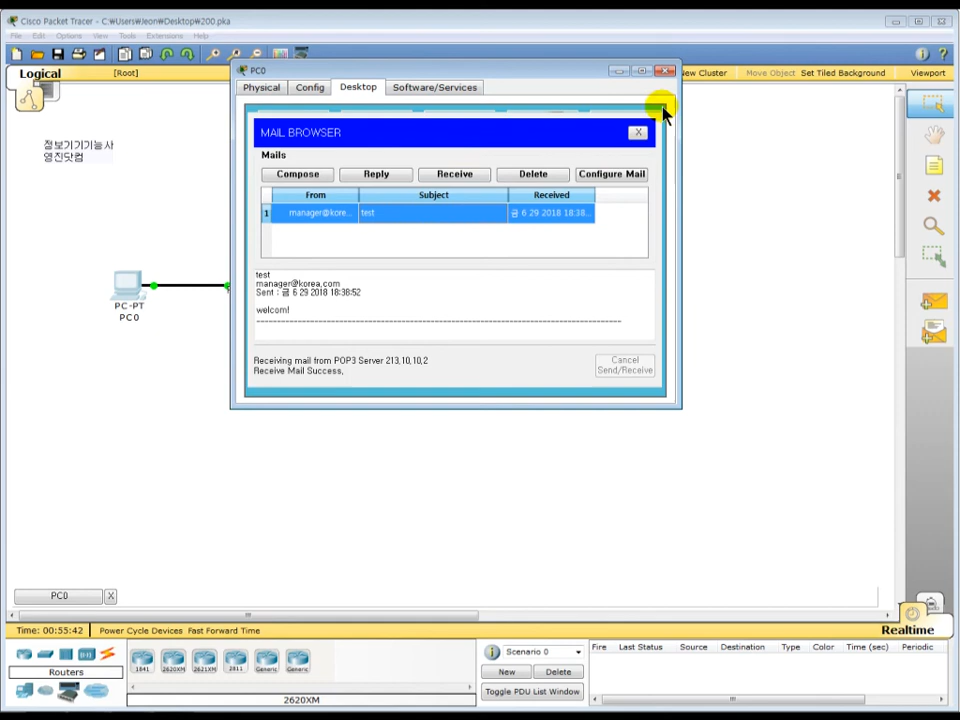 Cisco Packet Tracer - C:₩Users₩Jeon₩Desktop₩200.pka
File Edit Options View Tools Extensions Help
Logical
[Root]
New Cluster
Move Object
Set Tiled Background
Viewport
정보기기기능사
영진닷컴
PC-PT
PC0
PC0
Physical
Config
Desktop
Software/Services
MAIL BROWSER
X
Mails
Compose
Reply
Receive
Delete
Configure Mail
From
Subject
Received
1
manager@kore...
test
금 6 29 2018 18:38...
test
manager@korea.com
Sent : 금 6 29 2018 18:38:52
welcom!
Receiving mail from POP3 Server 213.10.10.2
Receive Mail Success.
Cancel
Send/Receive
PC0
X
Time: 00:55:42
Power Cycle Devices Fast Forward Time
Realtime
Routers
1841
2620XM
2621XM
2811
Generic
Generic
2620XM
Scenario 0
New
Delete
Toggle PDU List Window
Fire
Last Status
Source
Destination
Type
Color
Time (sec)
Periodic